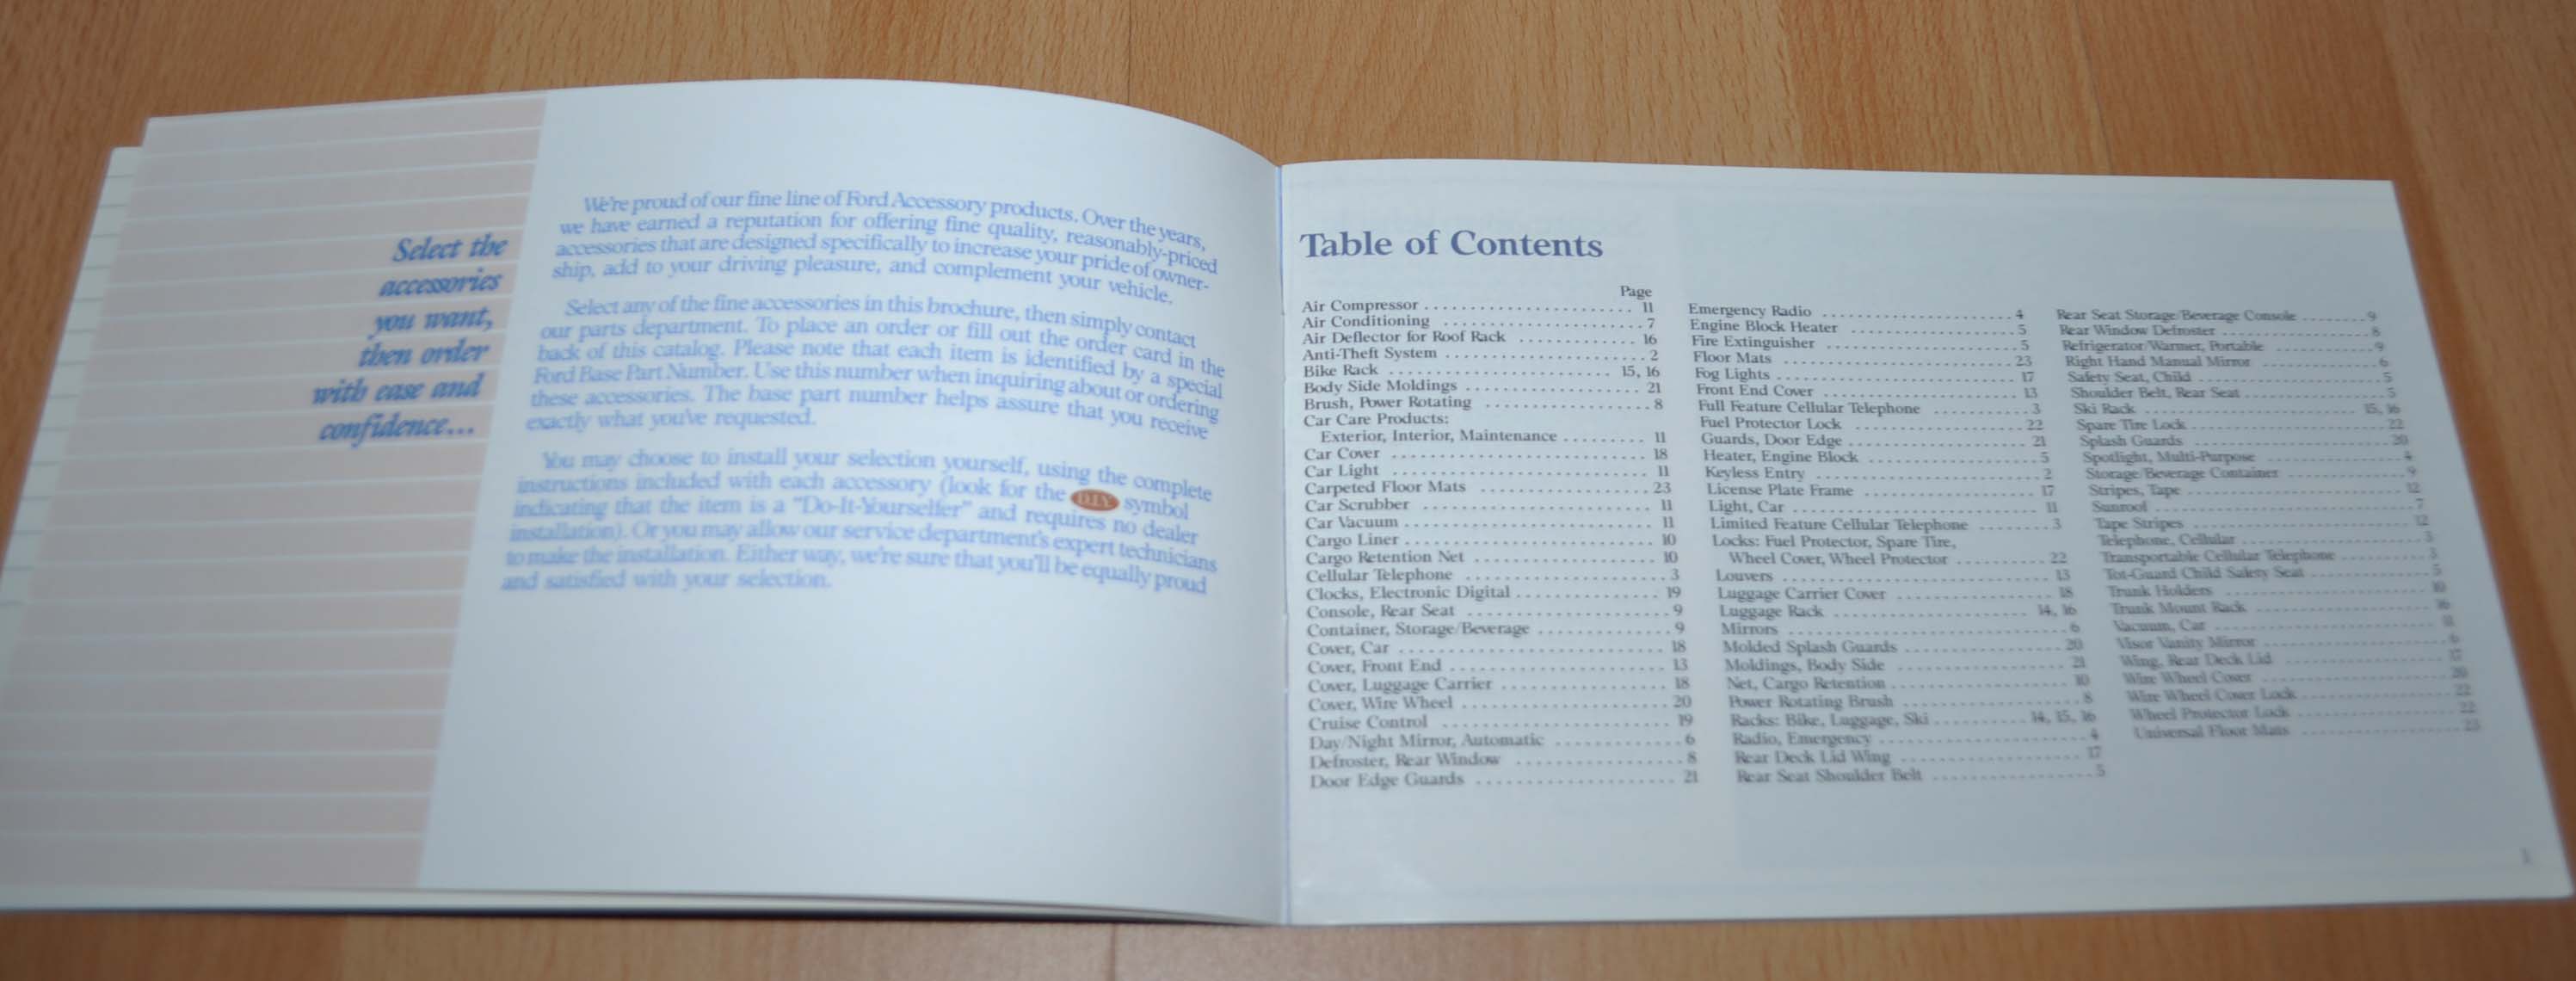 Select the
accessories
you want,
then order
with ease and
confidence...
We're proud of our fine line of Ford Accessory products. Over the years,
we have earned a reputation for offering fine quality, reasonably-priced
accessories that are designed specifically to increase your pride of owner-
ship, add to your driving pleasure, and complement your vehicle.
Select any of the fine accessories in this brochure, then simply contact
our parts department. To place an order or fill out the order card in the
back of this catalog. Please note that each item is identified by a special
Ford Base Part Number. Use this number when inquiring about or ordering
these accessories. The base part number helps assure that you receive
exactly what you've requested.
You may choose to install your selection yourself, using the complete
instructions included with each accessory (look for the D.I.Y. symbol
indicating that the item is a "Do-It-Yourselfer" and requires no dealer
installation). Or you may allow our service department's expert technicians
to make the installation. Either way, we're sure that you'll be equally proud
and satisfied with your selection.
Table of Contents
Page
Air Compressor 11
Air Conditioning 7
Air Deflector for Roof Rack 16
Anti-Theft System 2
Bike Rack 15, 16
Body Side Moldings 21
Brush, Power Rotating 8
Car Care Products:
Exterior, Interior, Maintenance 11
Car Cover 18
Car Light 11
Carpeted Floor Mats 23
Car Scrubber 11
Car Vacuum 11
Cargo Liner 10
Cargo Retention Net 10
Cellular Telephone 3
Clocks, Electronic Digital 19
Console, Rear Seat 9
Container, Storage/Beverage 9
Cover, Car 18
Cover, Front End 13
Cover, Luggage Carrier 18
Cover, Wire Wheel 20
Cruise Control 19
Day/Night Mirror, Automatic 6
Defroster, Rear Window 8
Door Edge Guards 21
Emergency Radio 4
Engine Block Heater 5
Fire Extinguisher 5
Floor Mats 23
Fog Lights 17
Front End Cover 13
Full Feature Cellular Telephone 3
Fuel Protector Lock 22
Guards, Door Edge 21
Heater, Engine Block 5
Keyless Entry 2
License Plate Frame 17
Light, Car 11
Limited Feature Cellular Telephone 3
Locks: Fuel Protector, Spare Tire,
Wheel Cover, Wheel Protector 22
Louvers 13
Luggage Carrier Cover 18
Luggage Rack 14, 16
Mirrors 6
Molded Splash Guards 20
Moldings, Body Side 21
Net, Cargo Retention 10
Power Rotating Brush 8
Racks: Bike, Luggage, Ski 14, 15, 16
Radio, Emergency 4
Rear Deck Lid Wing 17
Rear Seat Shoulder Belt 5
Rear Seat Storage/Beverage Console 9
Rear Window Defroster 8
Refrigerator/Warmer, Portable 9
Right Hand Manual Mirror 6
Safety Seat, Child 5
Shoulder Belt, Rear Seat 5
Ski Rack 15, 16
Spare Tire Lock 22
Splash Guards 20
Spotlight, Multi-Purpose 4
Storage/Beverage Container 9
Stripes, Tape 12
Sunroof 7
Tape Stripes 12
Telephone, Cellular 3
Transportable Cellular Telephone 3
Tot-Guard Child Safety Seat 5
Trunk Holders 10
Trunk Mount Rack 16
Vacuum, Car 11
Visor Vanity Mirror 6
Wing, Rear Deck Lid 17
Wire Wheel Cover 20
Wire Wheel Cover Lock 22
Wheel Protector Lock 22
Universal Floor Mats 23
1